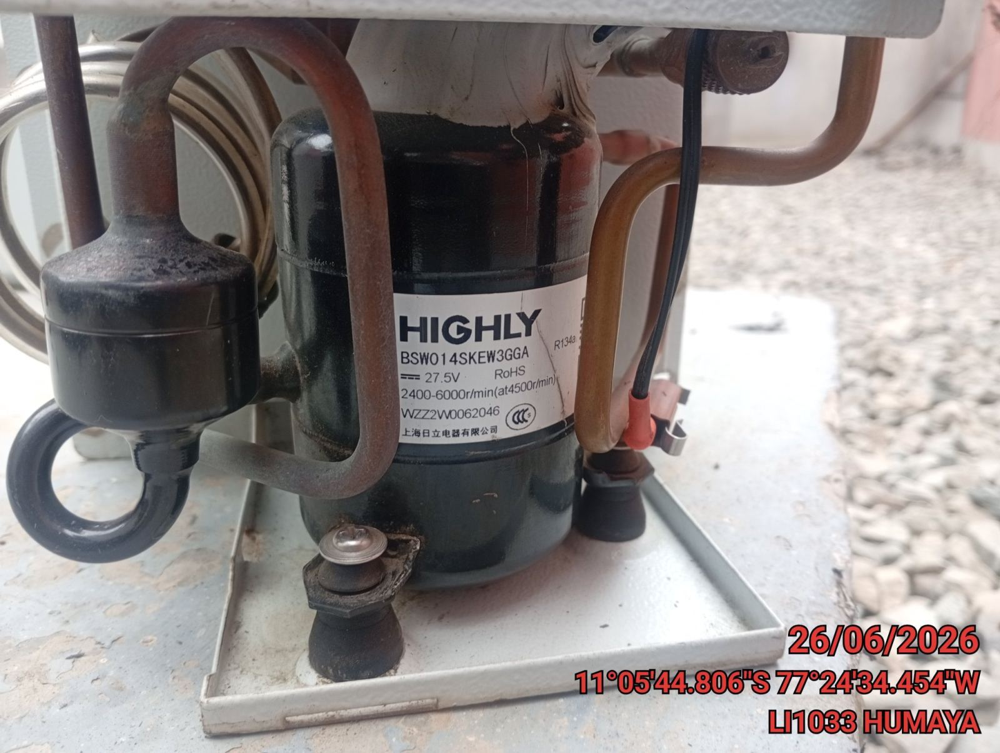 HIGHLY
BSW014SKEW3GGA
R134a
⎓ 27.5V RoHS
2400-6000r/min(at4500r/min)
WZZ2W0062046
CCC S
上海日立电器有限公司
26/06/2026
11°05'44.806"S 77°24'34.454"W
LI1033 HUMAYA